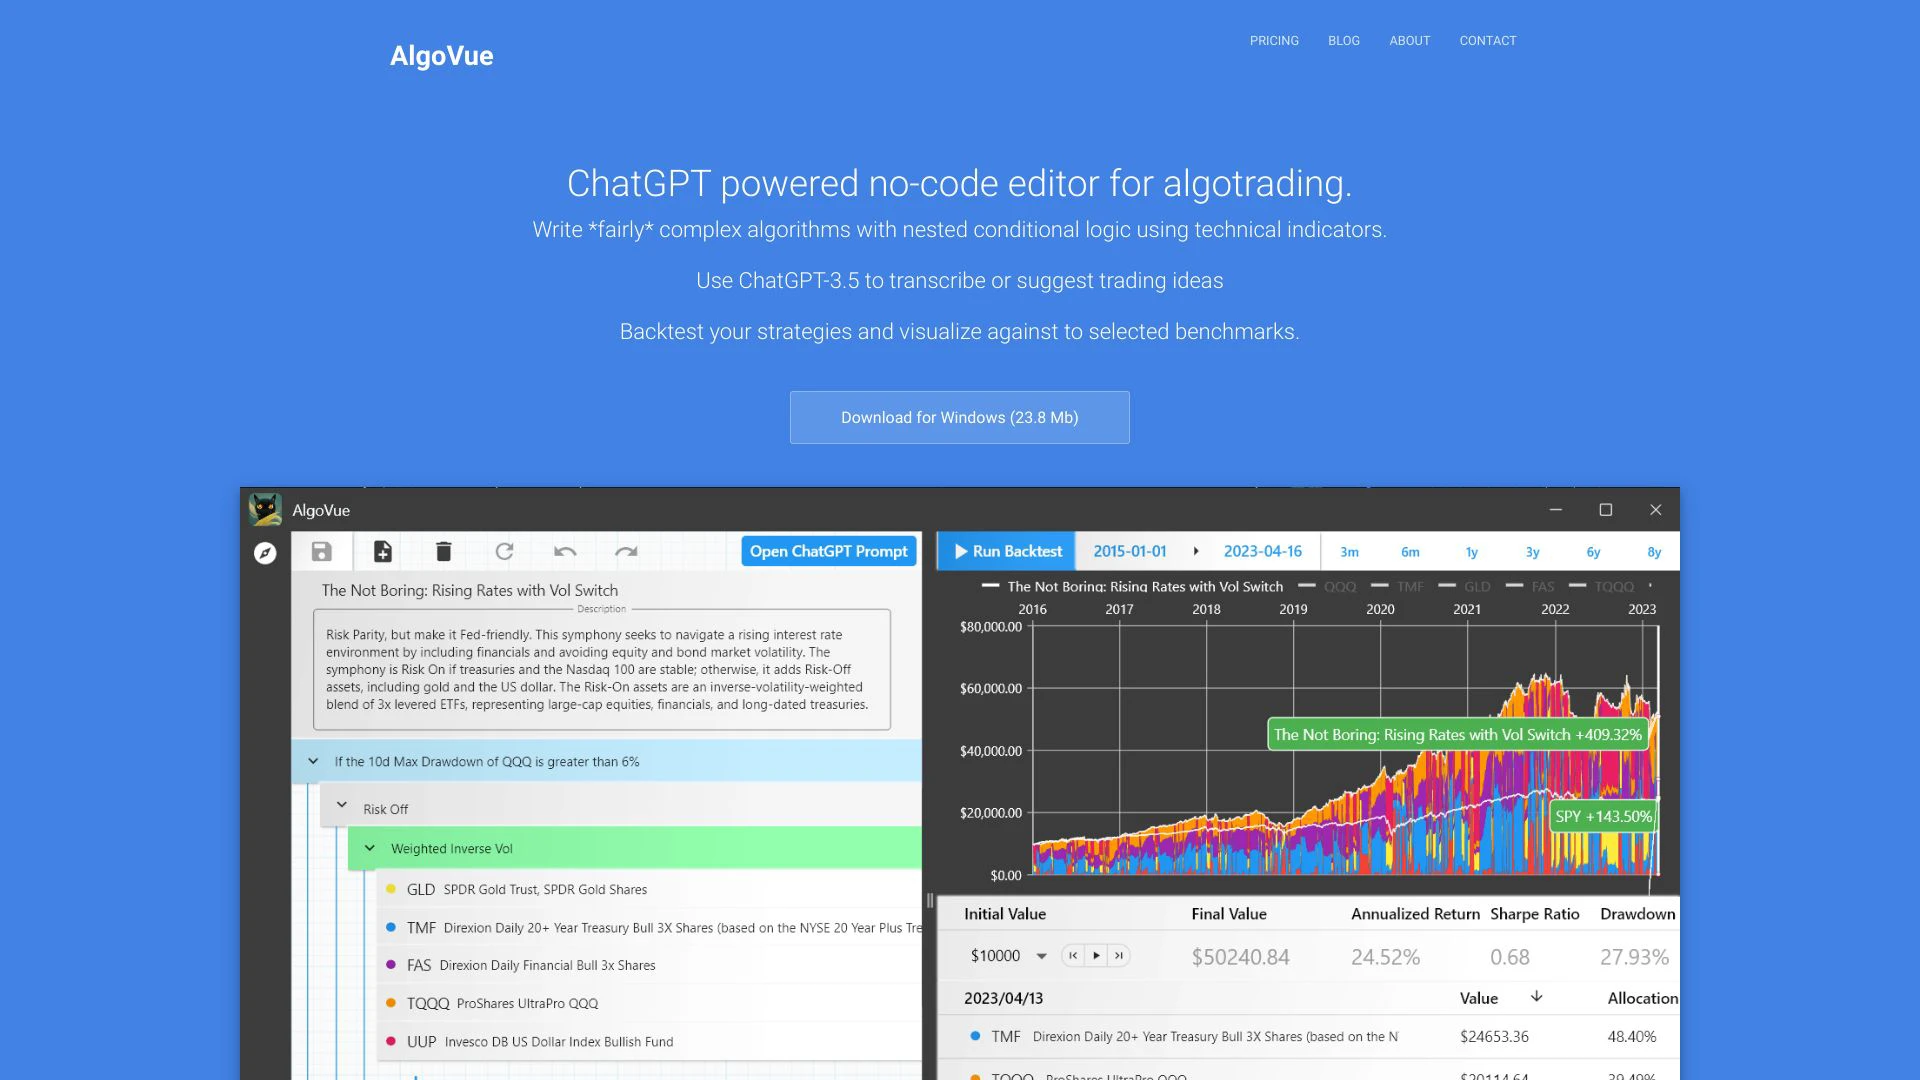 AlgoVue
PRICING BLOG ABOUT CONTACT
ChatGPT powered no-code editor for algotrading.
Write *fairly* complex algorithms with nested conditional logic using technical indicators.
Use ChatGPT-3.5 to transcribe or suggest trading ideas
Backtest your strategies and visualize against to selected benchmarks.
Download for Windows (23.8 Mb)
AlgoVue
Open ChatGPT Prompt
The Not Boring: Rising Rates with Vol Switch
Description
Risk Parity, but make it Fed-friendly. This symphony seeks to navigate a rising interest rate
environment by including financials and avoiding equity and bond market volatility. The
symphony is Risk On if treasuries and the Nasdaq 100 are stable; otherwise, it adds Risk-Off
assets, including gold and the US dollar. The Risk-On assets are an inverse-volatility-weighted
blend of 3x levered ETFs, representing large-cap equities, financials, and long-dated treasuries.
If the 10d Max Drawdown of QQQ is greater than 6%
Risk Off
Weighted Inverse Vol
GLD SPDR Gold Trust, SPDR Gold Shares
TMF Direxion Daily 20+ Year Treasury Bull 3X Shares (based on the NYSE 20 Year Plus Tre
FAS Direxion Daily Financial Bull 3x Shares
TQQQ ProShares UltraPro QQQ
UUP Invesco DB US Dollar Index Bullish Fund
Run Backtest 2015-01-01 2023-04-16 3m 6m 1y 3y 6y 8y
The Not Boring: Rising Rates with Vol Switch QQQ TMF GLD FAS TQQQ
2016 2017 2018 2019 2020 2021 2022 2023
$80,000.00
$60,000.00
The Not Boring: Rising Rates with Vol Switch +409.32%
$40,000.00
$20,000.00
SPY +143.50%
$0.00
Initial Value Final Value Annualized Return Sharpe Ratio Drawdown
$10000 $50240.84 24.52% 0.68 27.93%
2023/04/13 Value Allocation
TMF Direxion Daily 20+ Year Treasury Bull 3X Shares (based on the N $24653.36 48.40%
TQQQ ProShares UltraPro QQQ $20114.64 39.49%